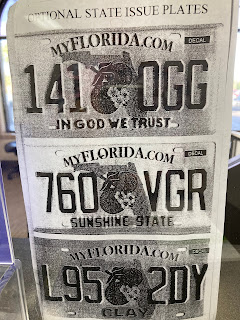 OPTIONAL STATE ISSUE PLATES
MYFLORIDA.COM
DECAL
141 OGG
IN GOD WE TRUST
MYFLORIDA.COM
DECAL
760 VGR
SUNSHINE STATE
MYFLORIDA.COM
L95 2DY
CLAY